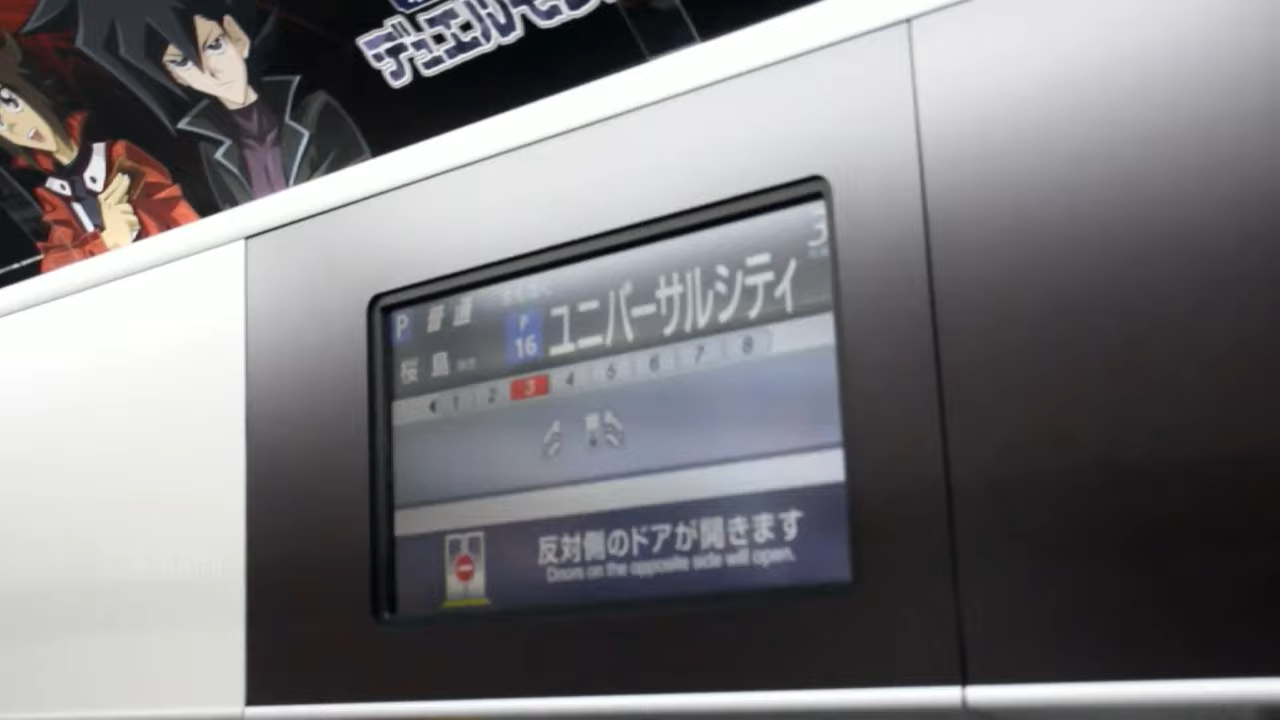 デュエル
P 普通
桜島
P
16
ユニバーサルシティ
3
1 2 3 4 5 6 7 8
反対側のドアが開きます
Doors on the opposite side will open.